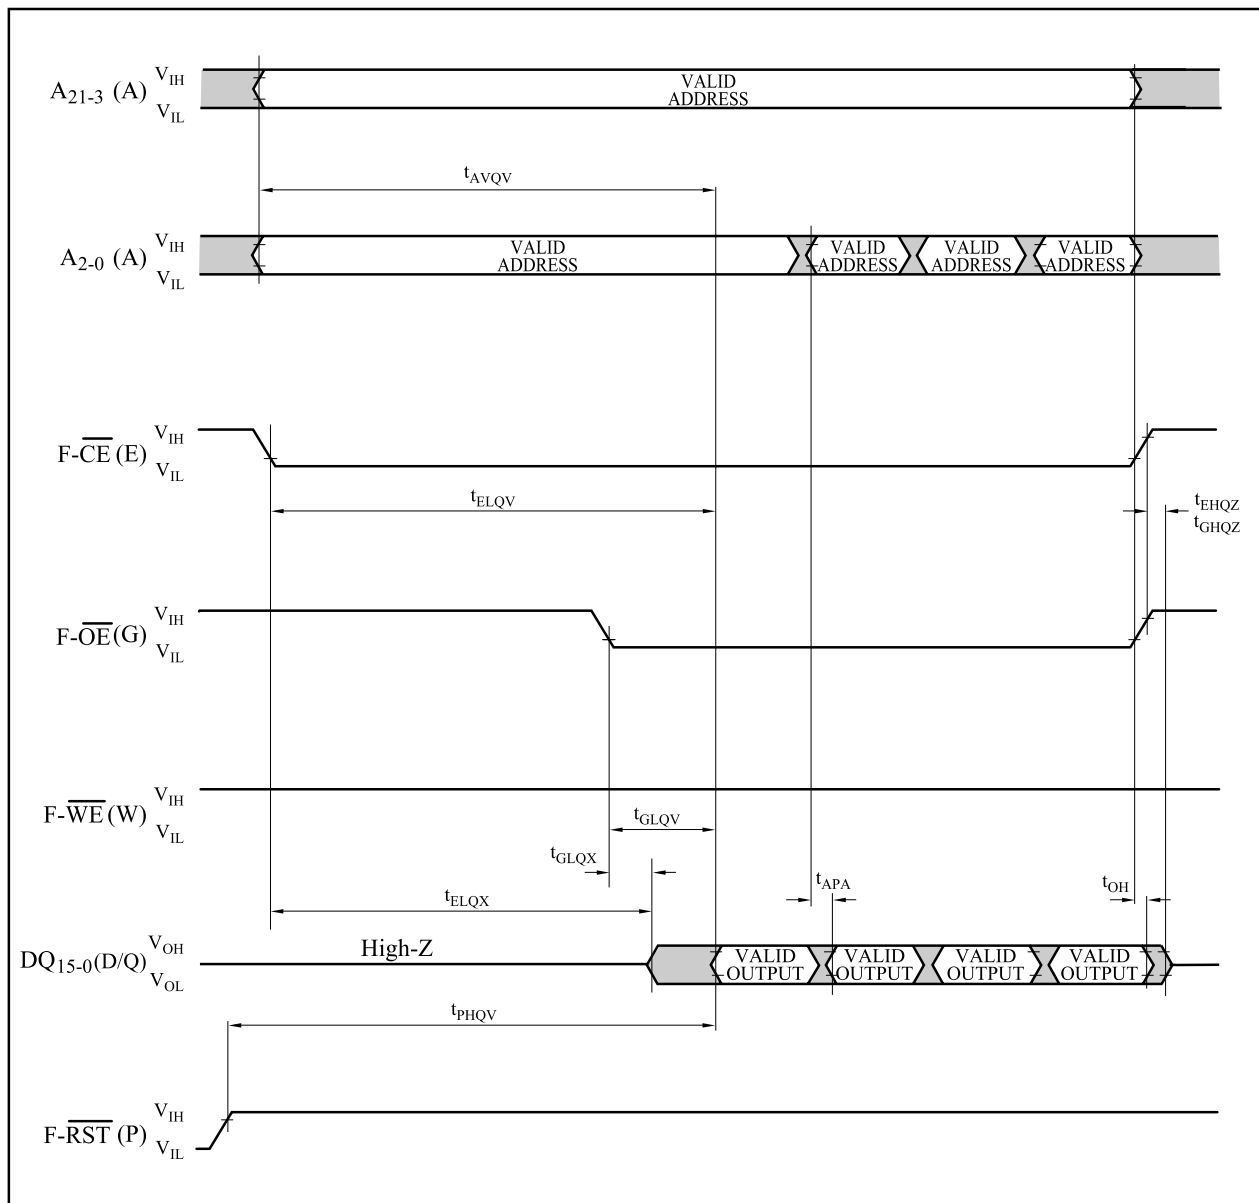 A21-3 (A) VIH VIL VALID ADDRESS
tAVQV
A2-0 (A) VIH VIL VALID ADDRESS VALID ADDRESS VALID ADDRESS VALID ADDRESS
F-CE (E) VIH VIL
tELQV
tEHQZ
tGHQZ
F-OE (G) VIH VIL
F-WE (W) VIH VIL
tGLQV
tGLQX
tELQX
tAPA
tOH
DQ15-0(D/Q) VOH VOL High-Z VALID OUTPUT VALID OUTPUT VALID OUTPUT VALID OUTPUT
tPHQV
F-RST (P) VIH VIL